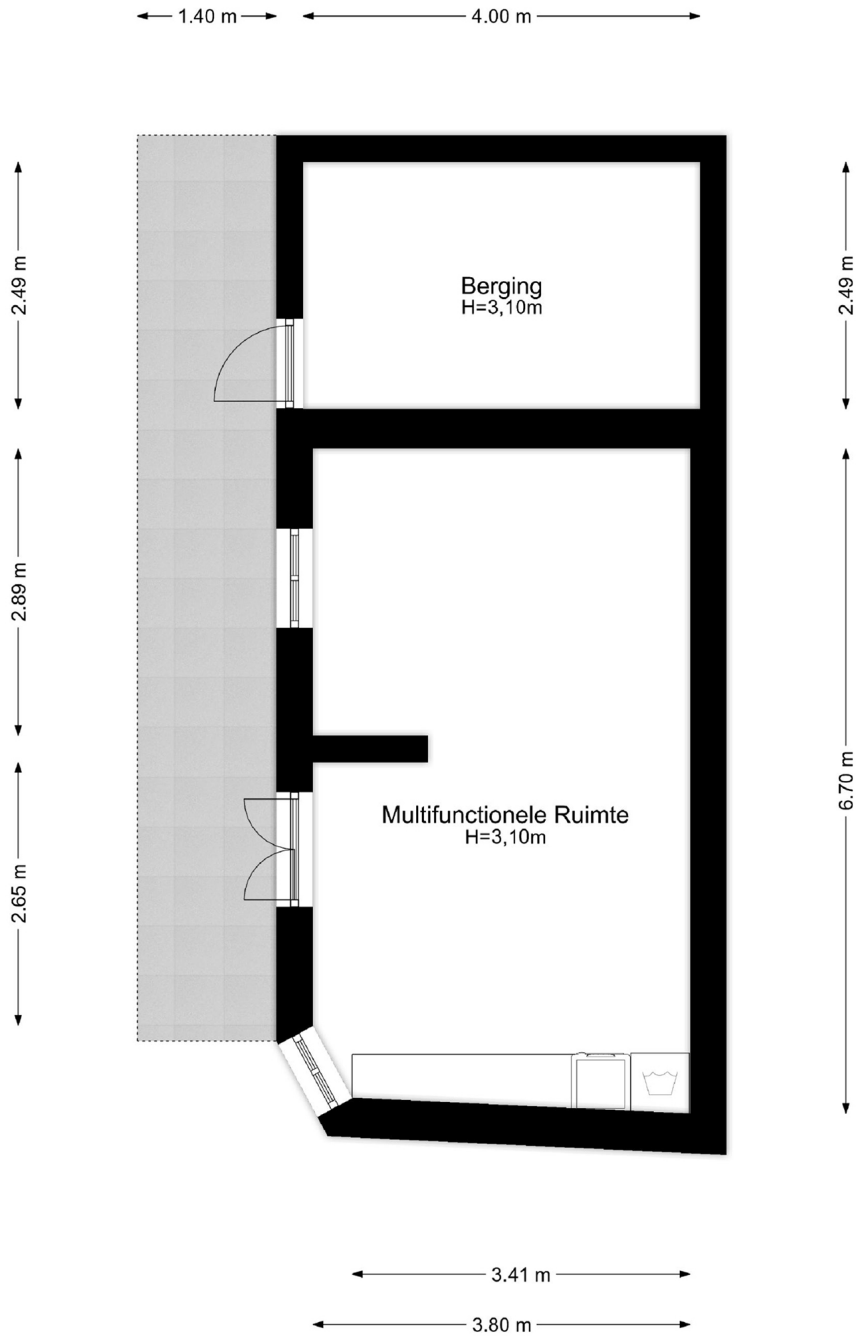 1.40 m
4.00 m
2.49 m
2.49 m
Berging
H=3,10m
2.89 m
6.70 m
Multifunctionele Ruimte
H=3,10m
2.65 m
3.41 m
3.80 m